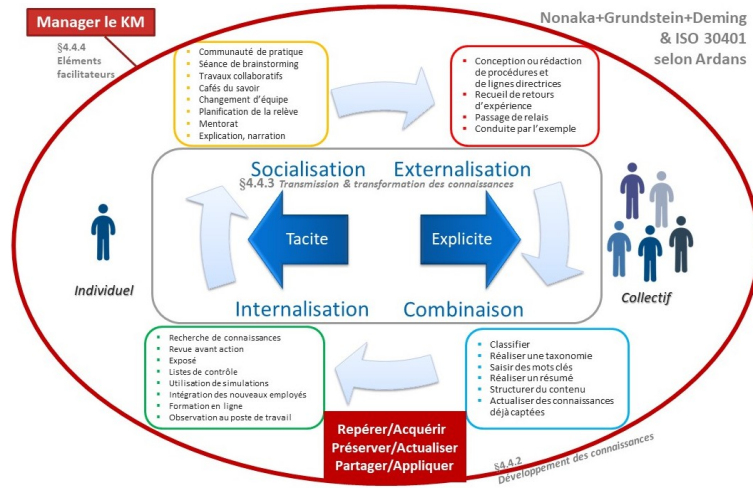 Manager le KM
§4.4.4
Eléments
facilitateurs
Nonaka+Grundstein+Deming
& ISO 30401
selon Ardans
Communauté de pratique
Séance de brainstorming
Travaux collaboratifs
Cafés du savoir
Changement d'équipe
Planification de la relève
Mentorat
Explication, narration
Conception ou rédaction
de procédures et
de lignes directrices
Recueil de retours
d'expérience
Passage de relais
Conduite par l'exemple
Socialisation
Externalisation
§4.4.3 Transmission & transformation des connaissances
Tacite
Explicite
Individuel
Collectif
Internalisation
Combinaison
Recherche de connaissances
Revue avant action
Exposé
Listes de contrôle
Utilisation de simulations
Intégration des nouveaux employés
Formation en ligne
Observation au poste de travail
Classifier
Réaliser une taxonomie
Saisir des mots clés
Réaliser un résumé
Structurer du contenu
Actualiser des connaissances
déjà captées
Repérer/Acquérir
Préserver/Actualiser
Partager/Appliquer
§4.4.2
Développement des connaissances